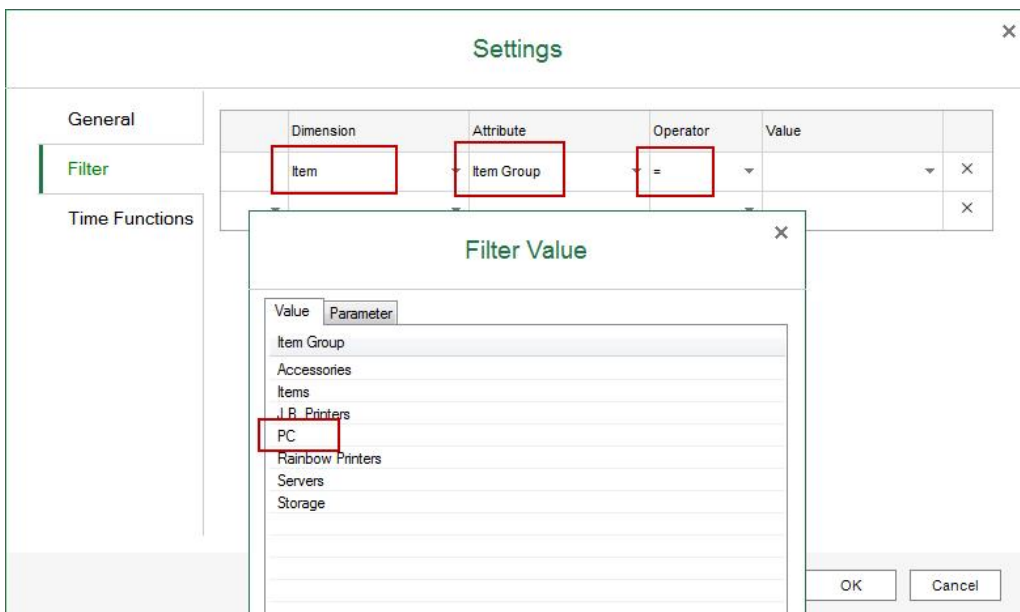 Settings
General
Filter
Time Functions
Dimension Attribute Operator Value
Item Item Group =
Filter Value
Value Parameter
Item Group
Accessories
Items
J.B. Printers
PC
Rainbow Printers
Servers
Storage
OK Cancel